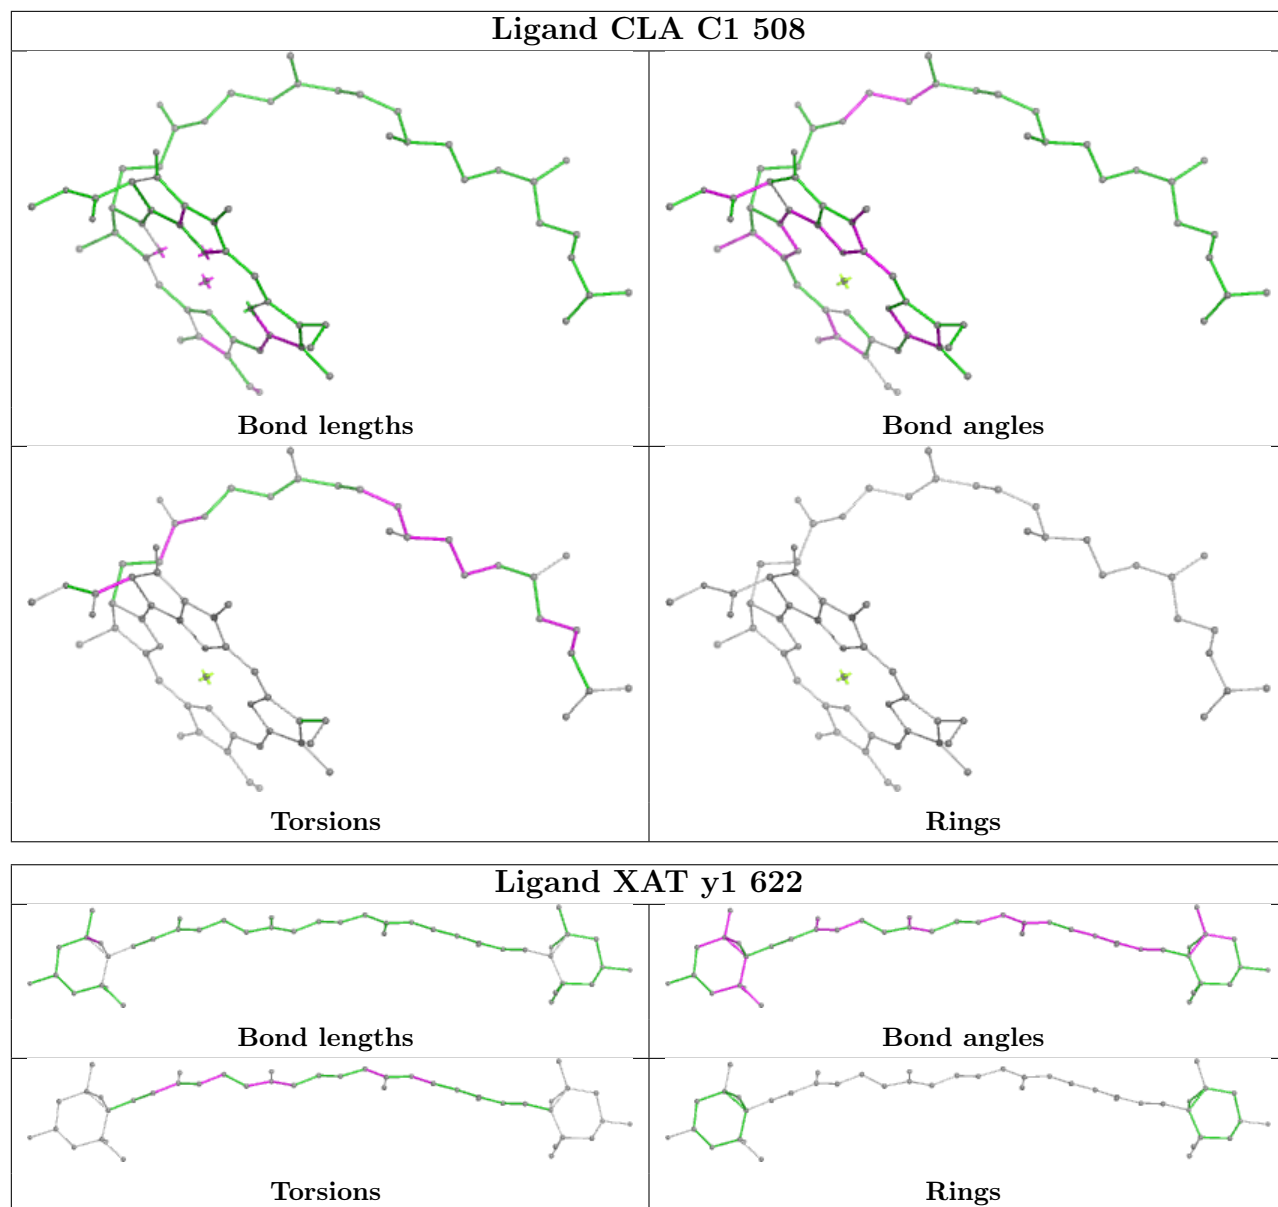 Ligand CLA C1 508
Bond lengths
Bond angles
Torsions
Rings
Ligand XAT y1 622
Bond lengths
Bond angles
Torsions
Rings